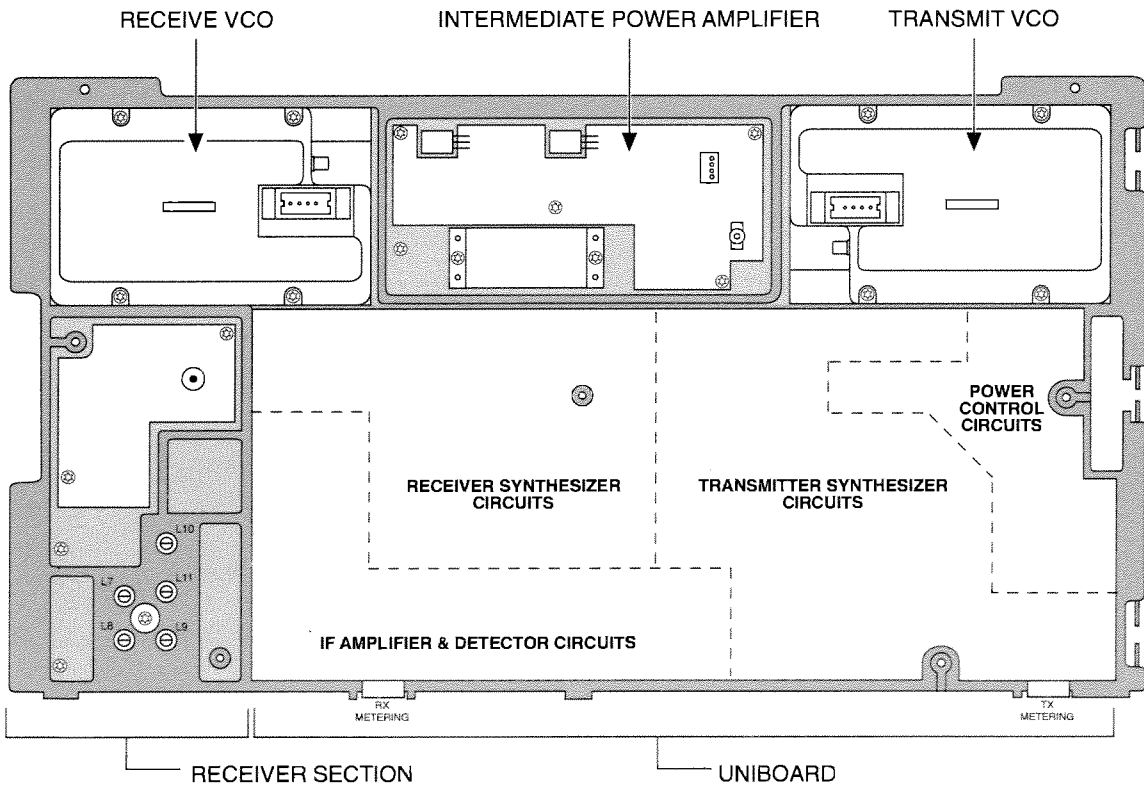 RECEIVE VCO
INTERMEDIATE POWER AMPLIFIER
TRANSMIT VCO
POWER
CONTROL
CIRCUITS
RECEIVER SYNTHESIZER
CIRCUITS
TRANSMITTER SYNTHESIZER
CIRCUITS
L10
L7
L11
L8
L9
IF AMPLIFIER & DETECTOR CIRCUITS
RX
METERING
TX
METERING
RECEIVER SECTION
UNIBOARD